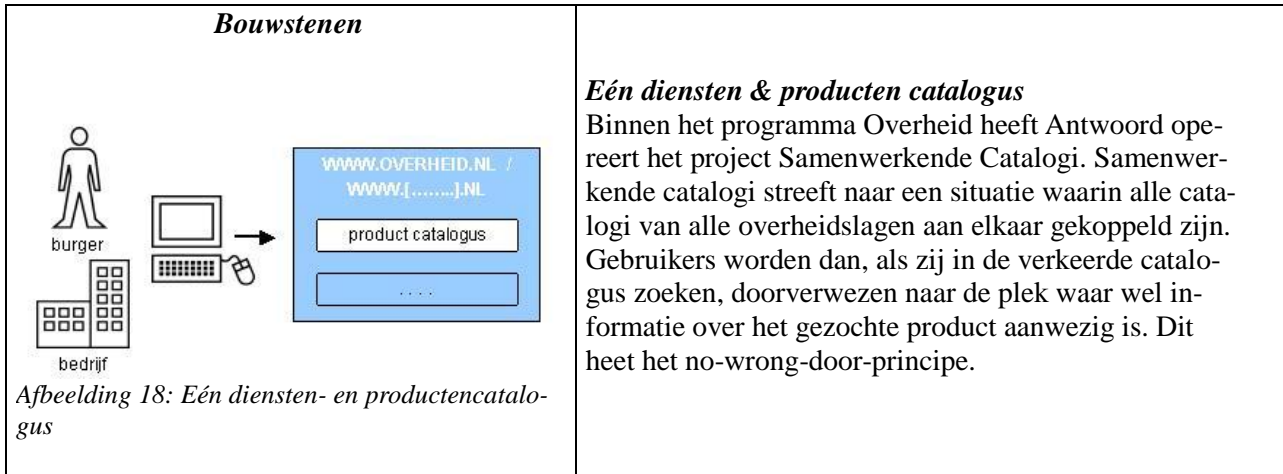 Bouwstenen
burger
bedrijf
WWW.OVERHEID.NL /
WWW.[........].NL
product catalogus
. . . .
Afbeelding 18: Eén diensten- en productencatalo-
gus
Eén diensten & producten catalogus
Binnen het programma Overheid heeft Antwoord ope-
reert het project Samenwerkende Catalogi. Samenwer-
kende catalogi streeft naar een situatie waarin alle cata-
logi van alle overheidslagen aan elkaar gekoppeld zijn.
Gebruikers worden dan, als zij in de verkeerde catalo-
gus zoeken, doorverwezen naar de plek waar wel in-
formatie over het gezochte product aanwezig is. Dit
heet het no-wrong-door-principe.